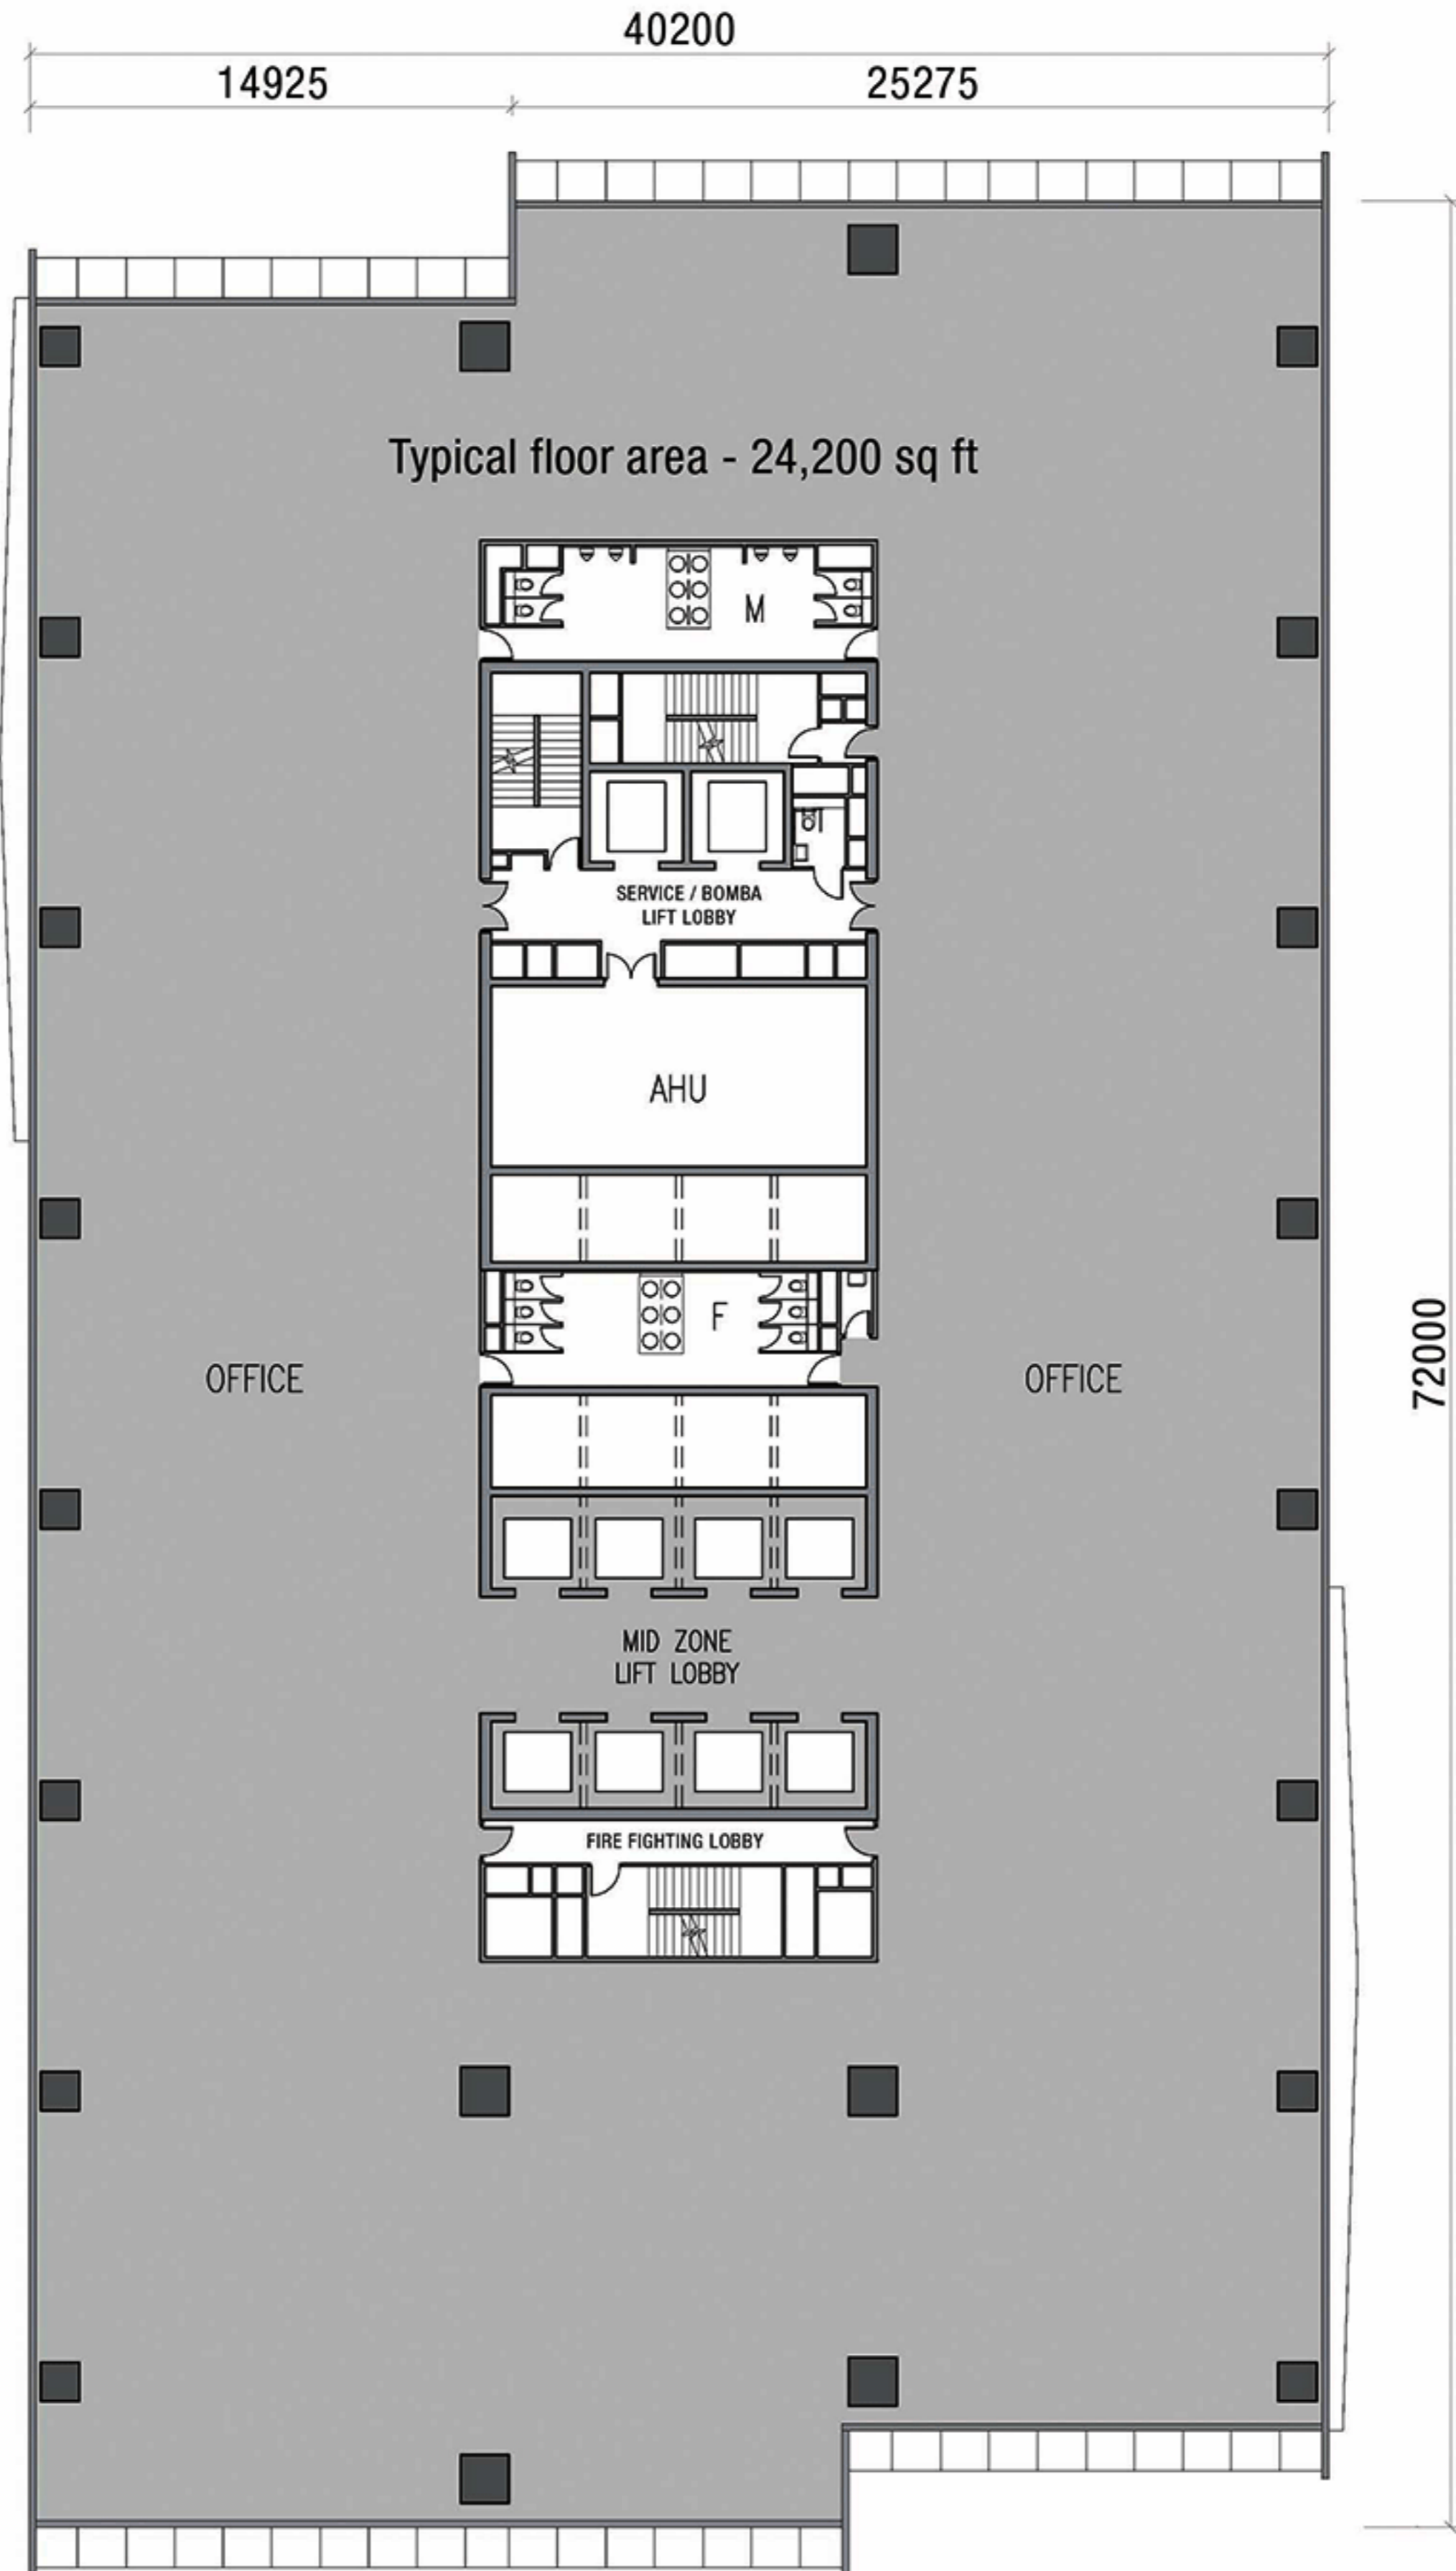 40200
14925
25275
Typical floor area - 24,200 sq ft
M
SERVICE / BOMBA
LIFT LOBBY
AHU
F
OFFICE
OFFICE
72000
MID ZONE
LIFT LOBBY
FIRE FIGHTING LOBBY